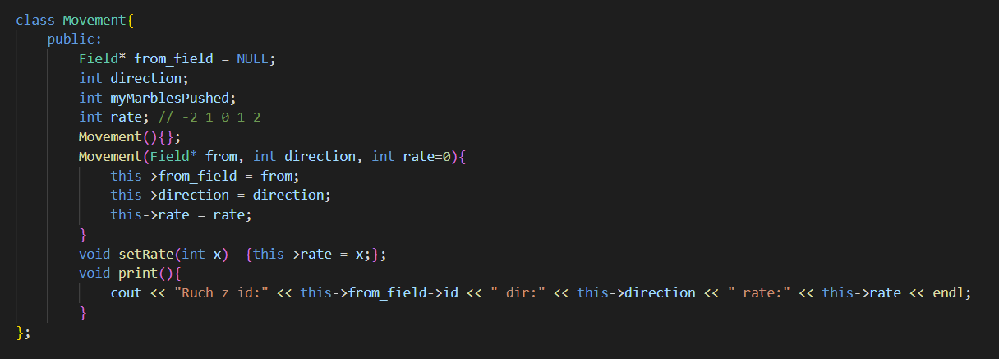 class Movement{
    public:
        Field* from_field = NULL;
        int direction;
        int myMarblesPushed;
        int rate; // -2 1 0 1 2
        Movement(){};
        Movement(Field* from, int direction, int rate=0){
            this->from_field = from;
            this->direction = direction;
            this->rate = rate;
        }
        void setRate(int x)  {this->rate = x;};
        void print(){
            cout << "Ruch z id:" << this->from_field->id << " dir:" << this->direction << " rate:" << this->rate << endl;
        }
};